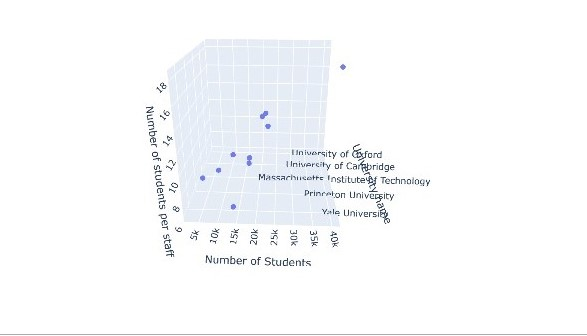 18
16
14
12
10
8
6
Number of students per staff
5k
10k
15k
20k
25k
30k
35k
40k
Number of Students
University of Oxford
University of Cambridge
Massachusetts Institute of Technology
Princeton University
Yale University
University name